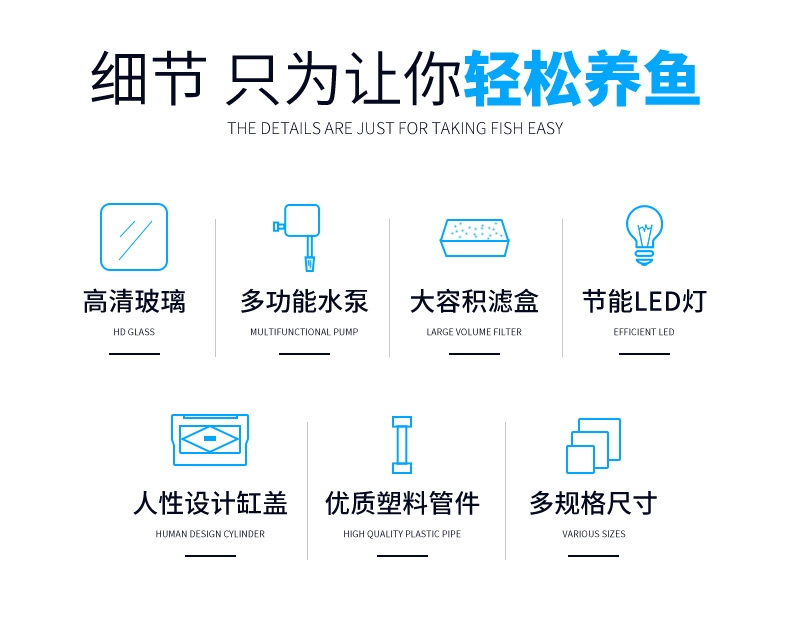 细节 只为让你轻松养鱼
THE DETAILS ARE JUST FOR TAKING FISH EASY
高清玻璃
HD GLASS
多功能水泵
MULTIFUNCTIONAL PUMP
大容积滤盒
LARGE VOLUME FILTER
节能LED灯
EFFICIENT LED
人性设计缸盖
HUMAN DESIGN CYLINDER
优质塑料管件
HIGH QUALITY PLASTIC PIPE
多规格尺寸
VARIOUS SIZES